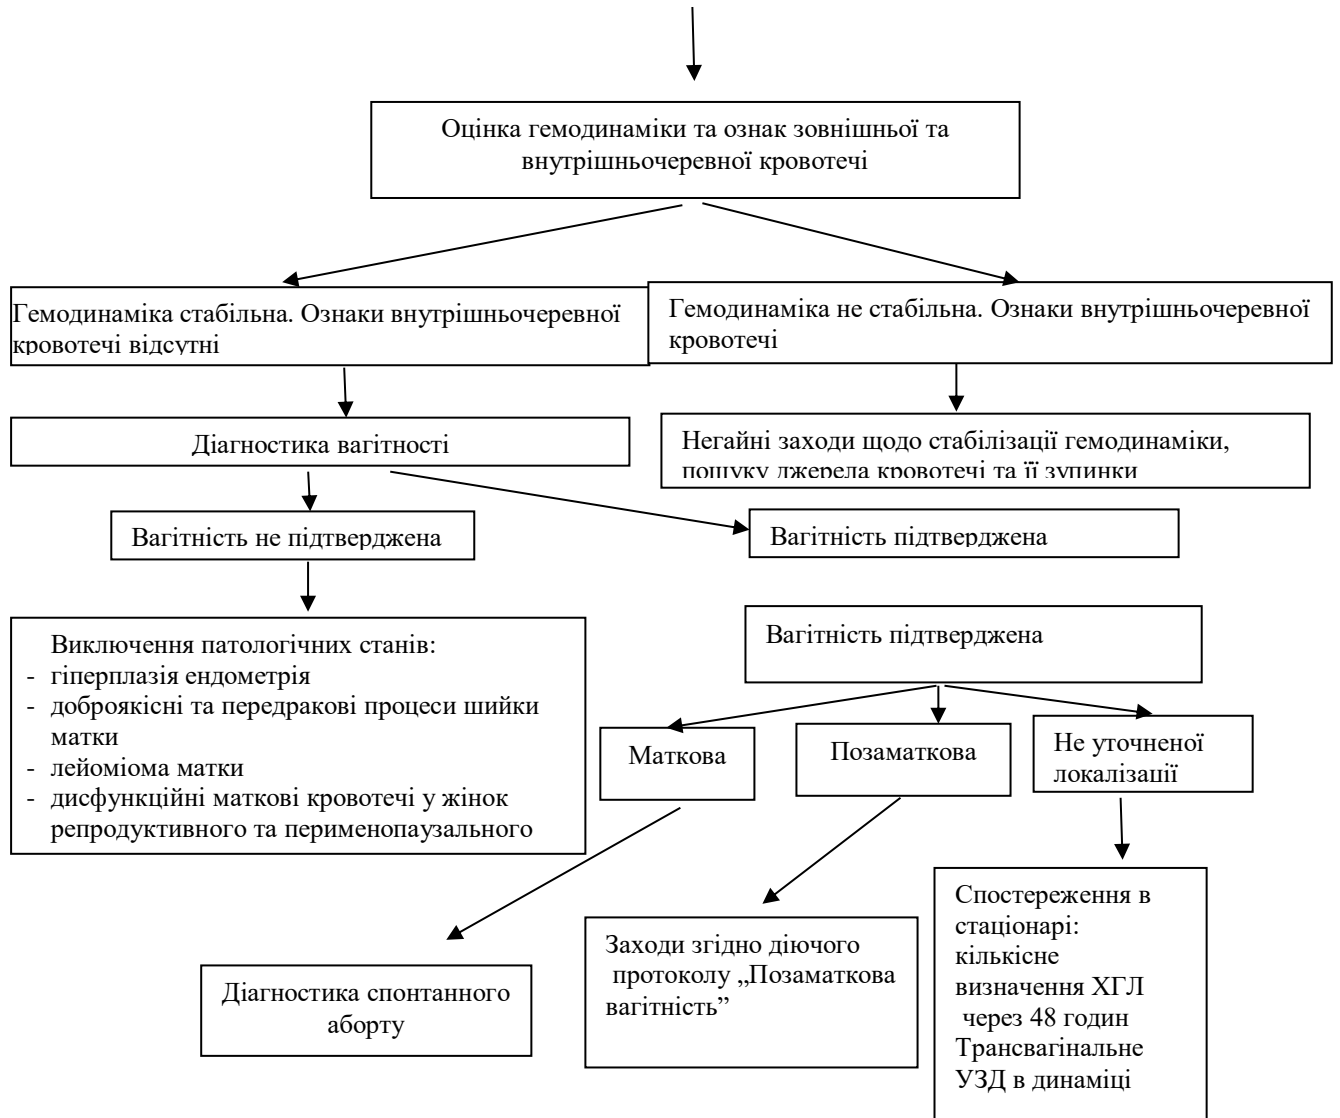 Оцінка гемодинаміки та ознак зовнішньої та
внутрішньочеревної кровотечі
Гемодинаміка стабільна. Ознаки внутрішньочеревної
кровотечі відсутні
Гемодинаміка не стабільна. Ознаки внутрішньочеревної
кровотечі
Діагностика вагітності
Негайні заходи щодо стабілізації гемодинаміки,
пошуку джерела кровотечі та її зупинки
Вагітність не підтверджена
Вагітність підтверджена
Виключення патологічних станів:
- гіперплазія ендометрія
- доброякісні та передракові процеси шийки
матки
- лейоміома матки
- дисфункційні маткові кровотечі у жінок
репродуктивного та перименопаузального
Вагітність підтверджена
Маткова
Позаматкова
Не уточненої
локалізації
Діагностика спонтанного
аборту
Заходи згідно діючого
протоколу „Позаматкова
вагітність”
Спостереження в
стаціонарі:
кількісне
визначення ХГЛ
через 48 годин
Трансвагінальне
УЗД в динаміці